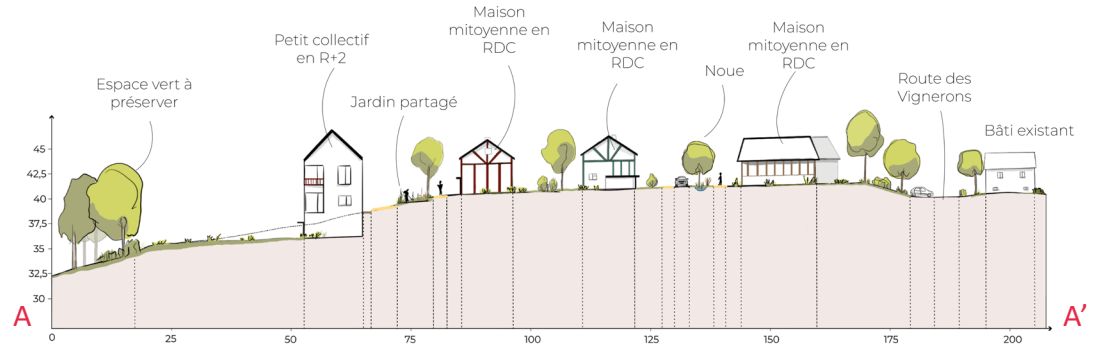 Espace vert à
préserver
Petit collectif
en R+2
Jardin partagé
Maison
mitoyenne en
RDC
Maison
mitoyenne en
RDC
Noue
Maison
mitoyenne en
RDC
Route des
Vignerons
Bâti existant
45
42,5
40
37,5
35
32,5
30
A
A'
0
25
50
75
100
125
150
175
200